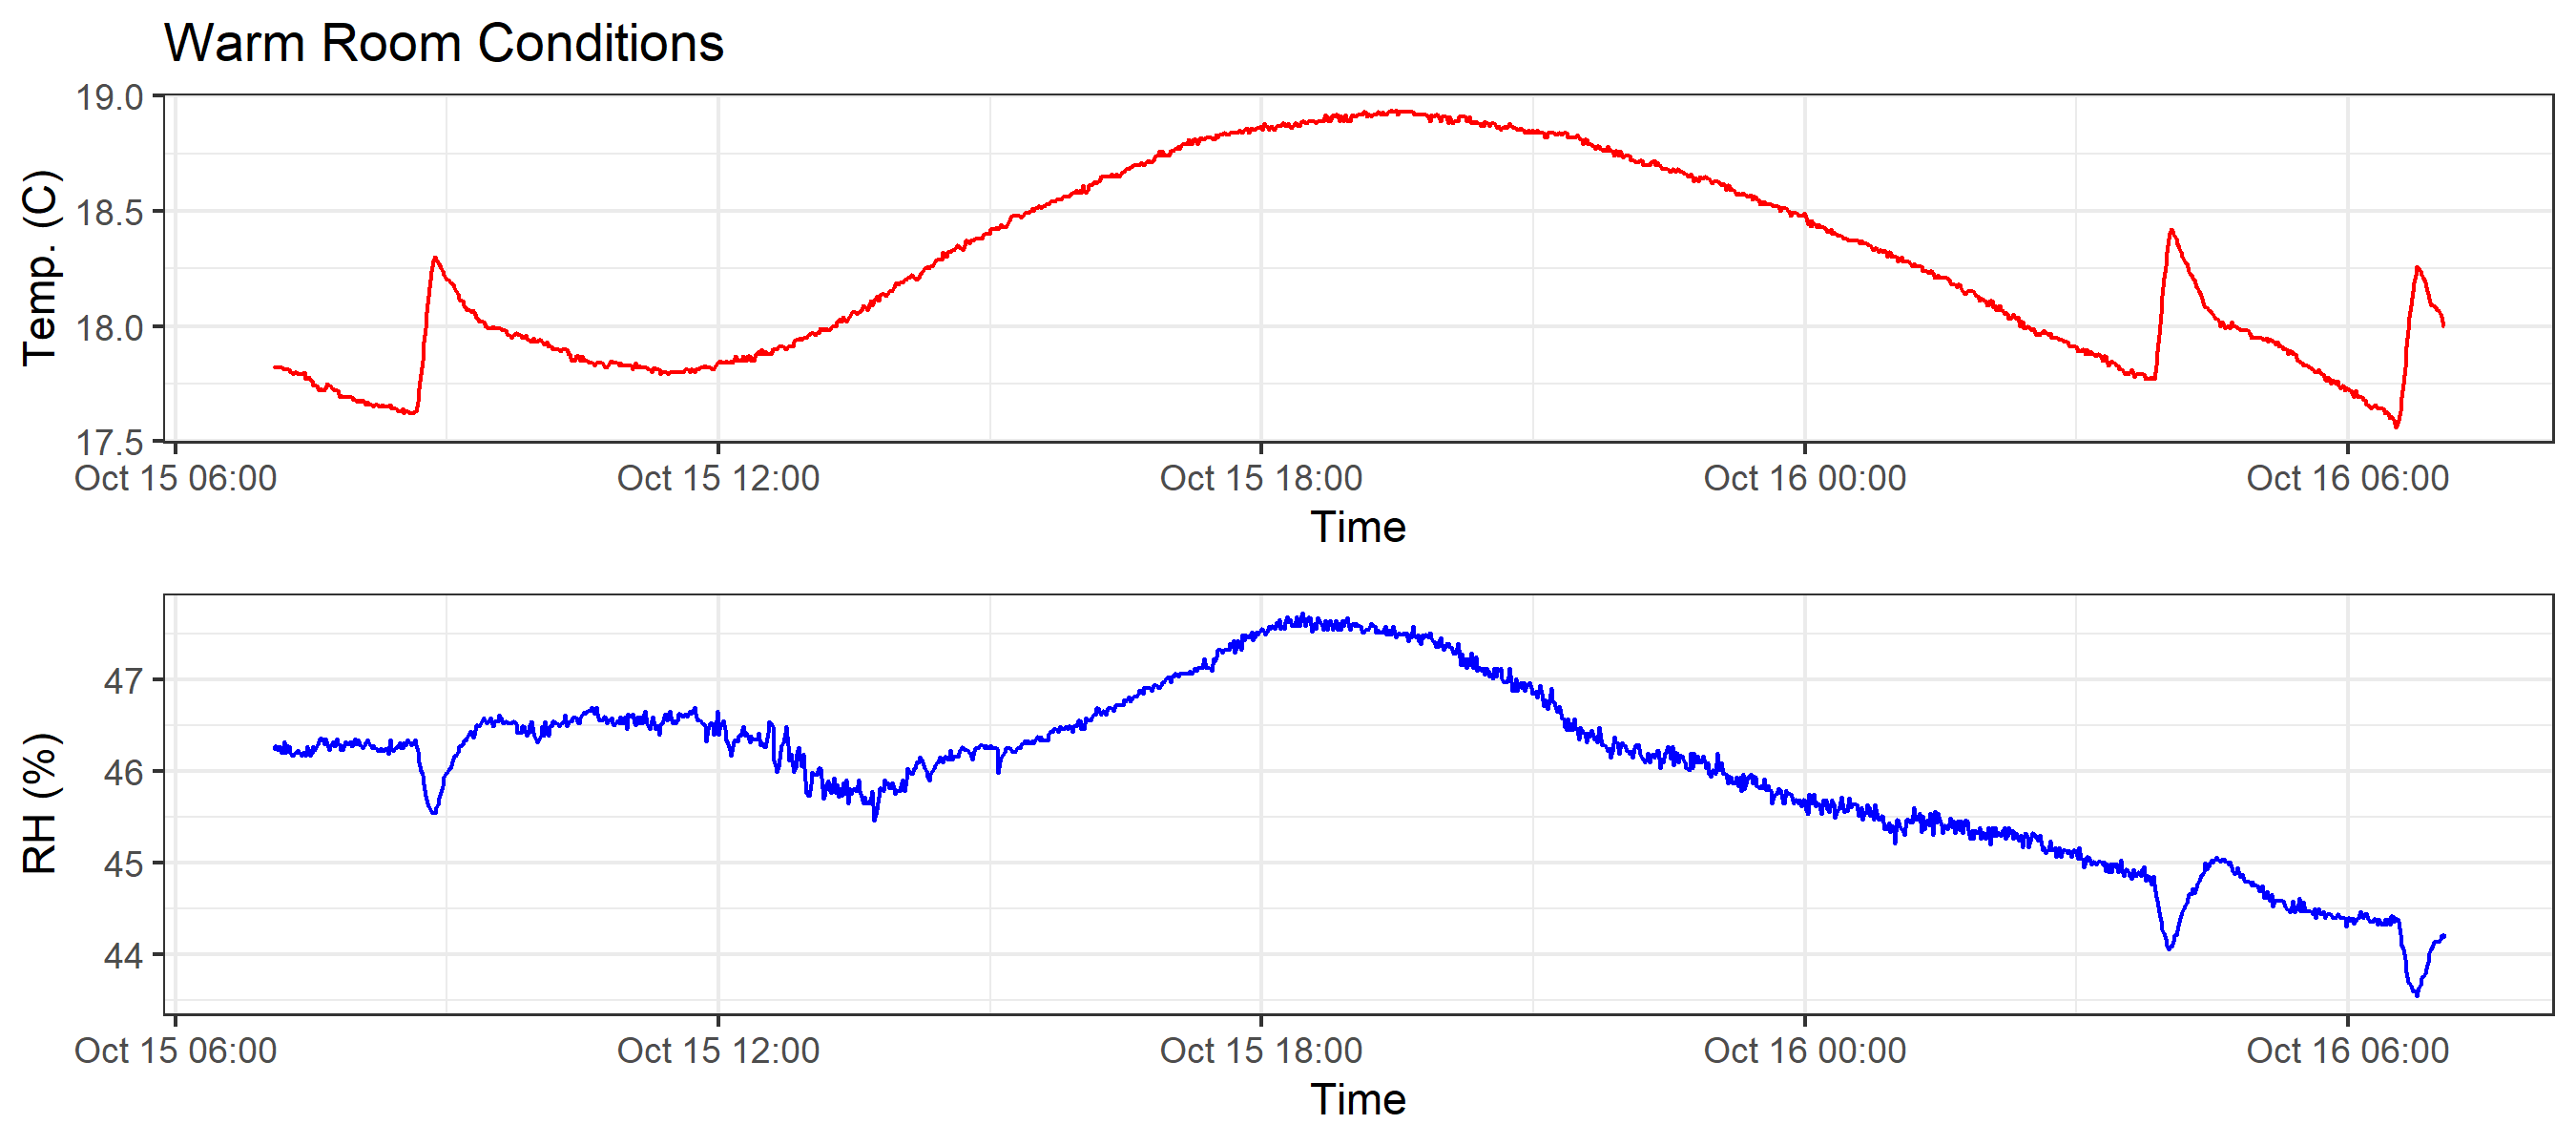 Warm Room Conditions
Temp. (C)
19.0
18.5
18.0
17.5
Oct 15 06:00 Oct 15 12:00 Oct 15 18:00 Oct 16 00:00 Oct 16 06:00
Time
RH (%)
47
46
45
44
Oct 15 06:00 Oct 15 12:00 Oct 15 18:00 Oct 16 00:00 Oct 16 06:00
Time